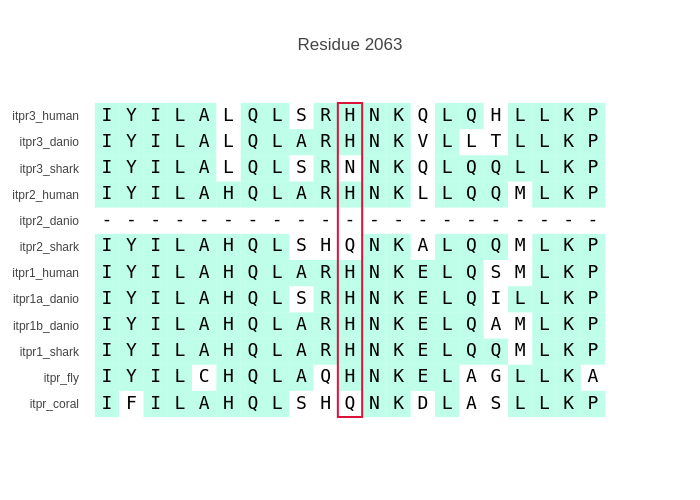 Residue 2063
itpr3_human I Y I L A L Q L S R H N K Q L Q H L L K P
itpr3_danio I Y I L A L Q L A R H N K V L L T L L K P
itpr3_shark I Y I L A L Q L S R N N K Q L Q Q L L K P
itpr2_human I Y I L A H Q L A R H N K L L Q Q M L K P
itpr2_danio - - - - - - - - - - - - - - - - - - - - -
itpr2_shark I Y I L A H Q L S H Q N K A L Q Q M L K P
itpr1_human I Y I L A H Q L A R H N K E L Q S M L K P
itpr1a_danio I Y I L A H Q L S R H N K E L Q I L L K P
itpr1b_danio I Y I L A H Q L A R H N K E L Q A M L K P
itpr1_shark I Y I L A H Q L A R H N K E L Q Q M L K P
itpr_fly I Y I L C H Q L A Q H N K E L A G L L K A
itpr_coral I F I L A H Q L S H Q N K D L A S L L K P